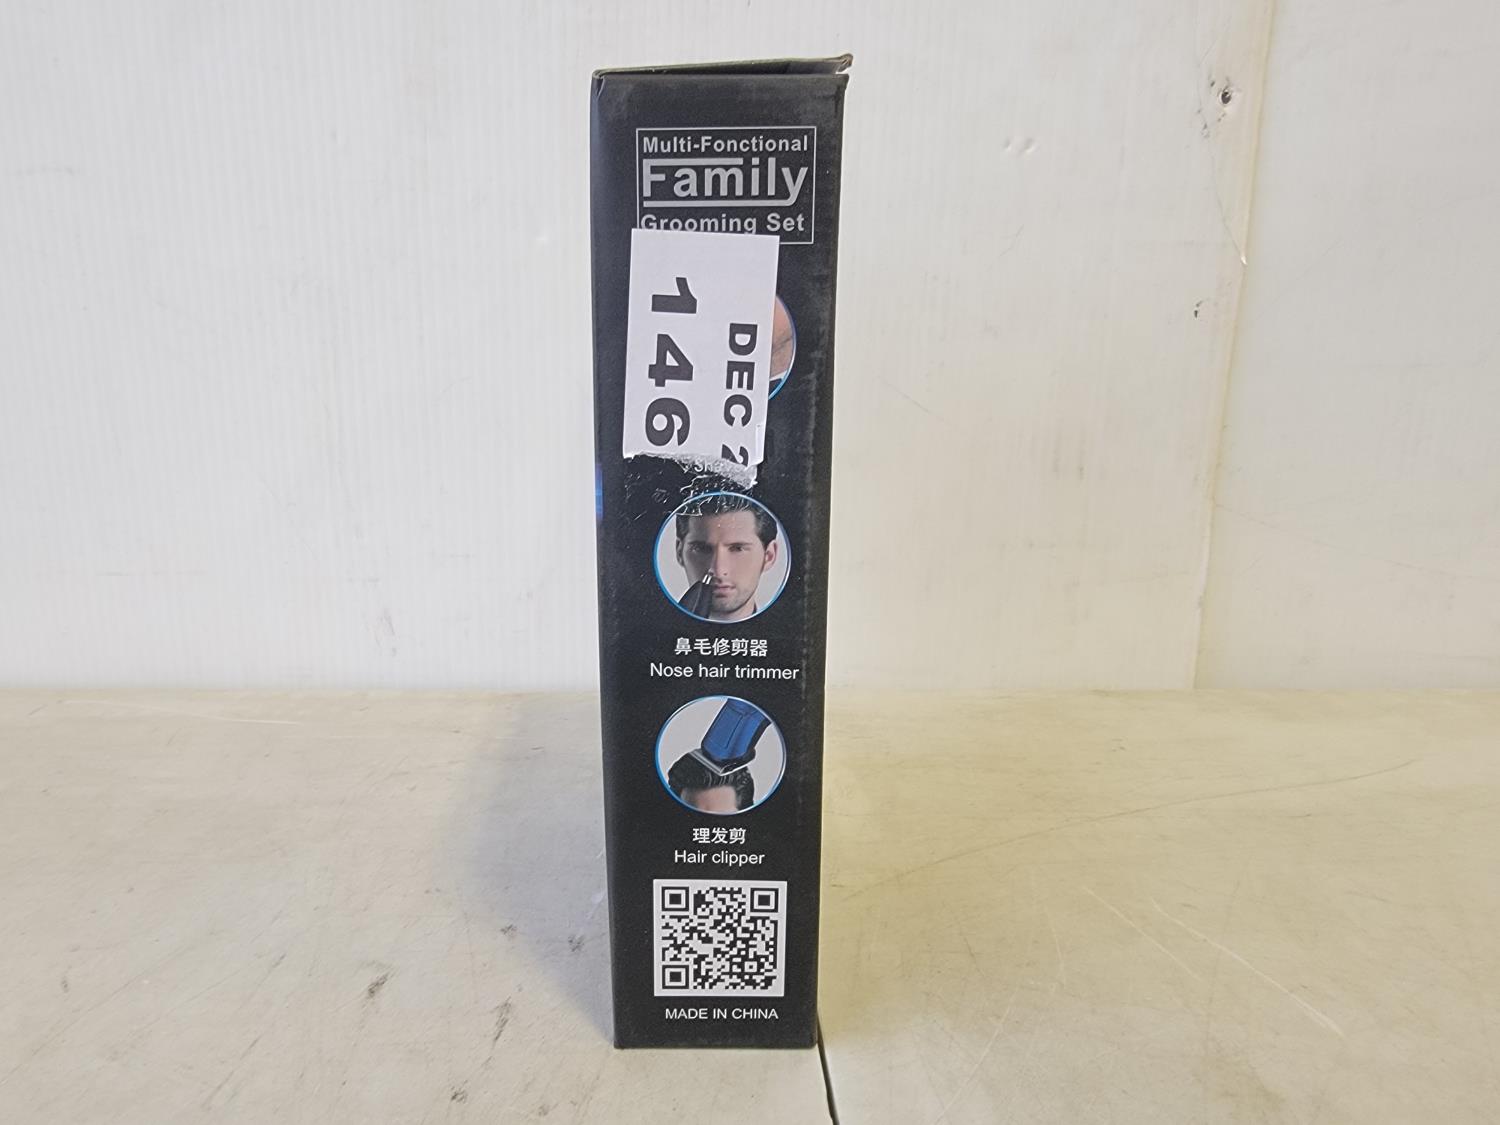 Multi-Fonctional
Family
Grooming Set
146
DEC 2
鼻毛修剪器
Nose hair trimmer
理发剪
Hair clipper
MADE IN CHINA